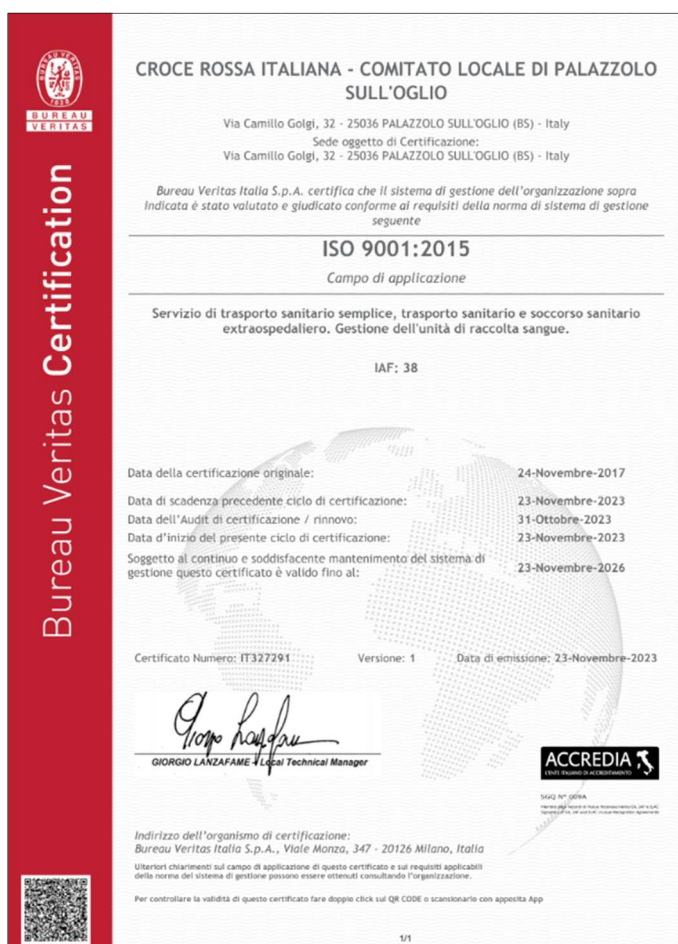 BUREAU VERITAS
1828
BUREAU
VERITAS
Bureau Veritas Certification
CROCE ROSSA ITALIANA - COMITATO LOCALE DI PALAZZOLO
SULL'OGLIO
Via Camillo Golgi, 32 - 25036 PALAZZOLO SULL'OGLIO (BS) - Italy
Sede oggetto di Certificazione:
Via Camillo Golgi, 32 - 25036 PALAZZOLO SULL'OGLIO (BS) - Italy
Bureau Veritas Italia S.p.A. certifica che il sistema di gestione dell'organizzazione sopra
indicata è stato valutato e giudicato conforme ai requisiti della norma di sistema di gestione
seguente
ISO 9001:2015
Campo di applicazione
Servizio di trasporto sanitario semplice, trasporto sanitario e soccorso sanitario
extraospedaliero. Gestione dell'unità di raccolta sangue.
IAF: 38
Data della certificazione originale: 24-Novembre-2017
Data di scadenza precedente ciclo di certificazione: 23-Novembre-2023
Data dell'Audit di certificazione / rinnovo: 31-Ottobre-2023
Data d'inizio del presente ciclo di certificazione: 23-Novembre-2023
Soggetto al continuo e soddisfacente mantenimento del sistema di
gestione questo certificato è valido fino al: 23-Novembre-2026
Certificato Numero: IT327291 Versione: 1 Data di emissione: 23-Novembre-2023
GIORGIO LANZAFAME - Local Technical Manager
ACCREDIA
L'ENTE ITALIANO DI ACCREDITAMENTO
SGQ N° 009A
Indirizzo dell'organismo di certificazione:
Bureau Veritas Italia S.p.A., Viale Monza, 347 - 20126 Milano, Italia
Ulteriori chiarimenti sul campo di applicazione di questo certificato e sui requisiti applicabili
della norma del sistema di gestione possono essere ottenuti consultando l'organizzazione.
Per controllare la validità di questo certificato fare doppio click sul QR CODE o scansionarlo con apposita App
1/1